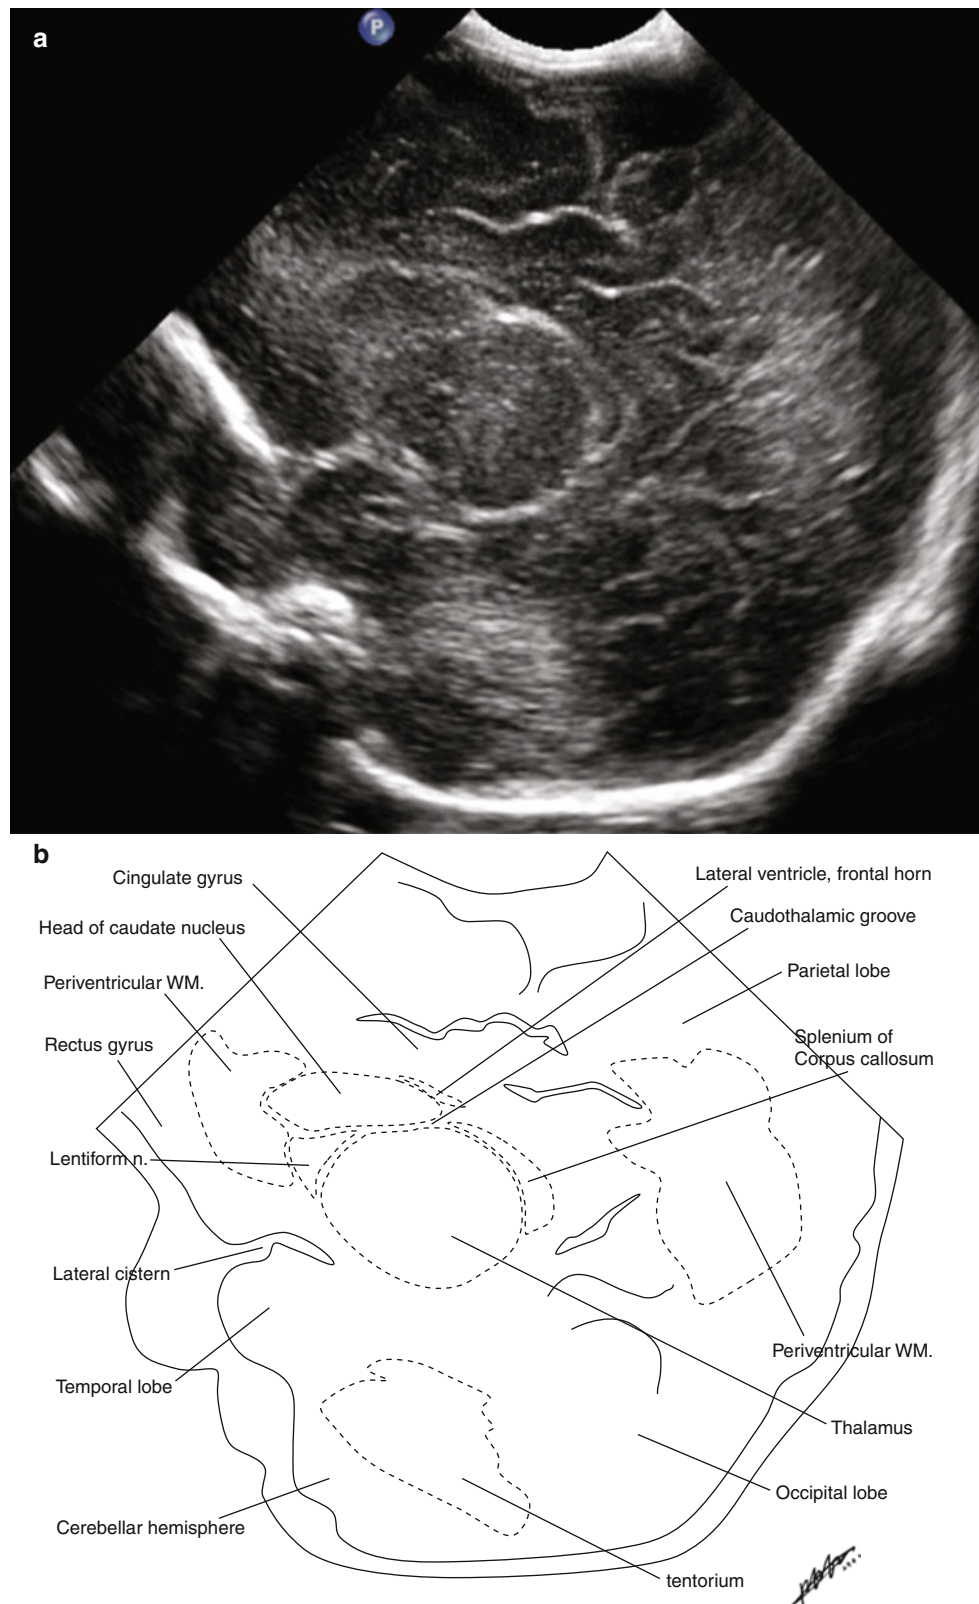 a
P
b
Cingulate gyrus
Head of caudate nucleus
Periventricular WM.
Rectus gyrus
Lentiform n.
Lateral cistern
Temporal lobe
Cerebellar hemisphere
Lateral ventricle, frontal horn
Caudothalamic groove
Parietal lobe
Splenium of
Corpus callosum
Periventricular WM.
Thalamus
Occipital lobe
tentorium